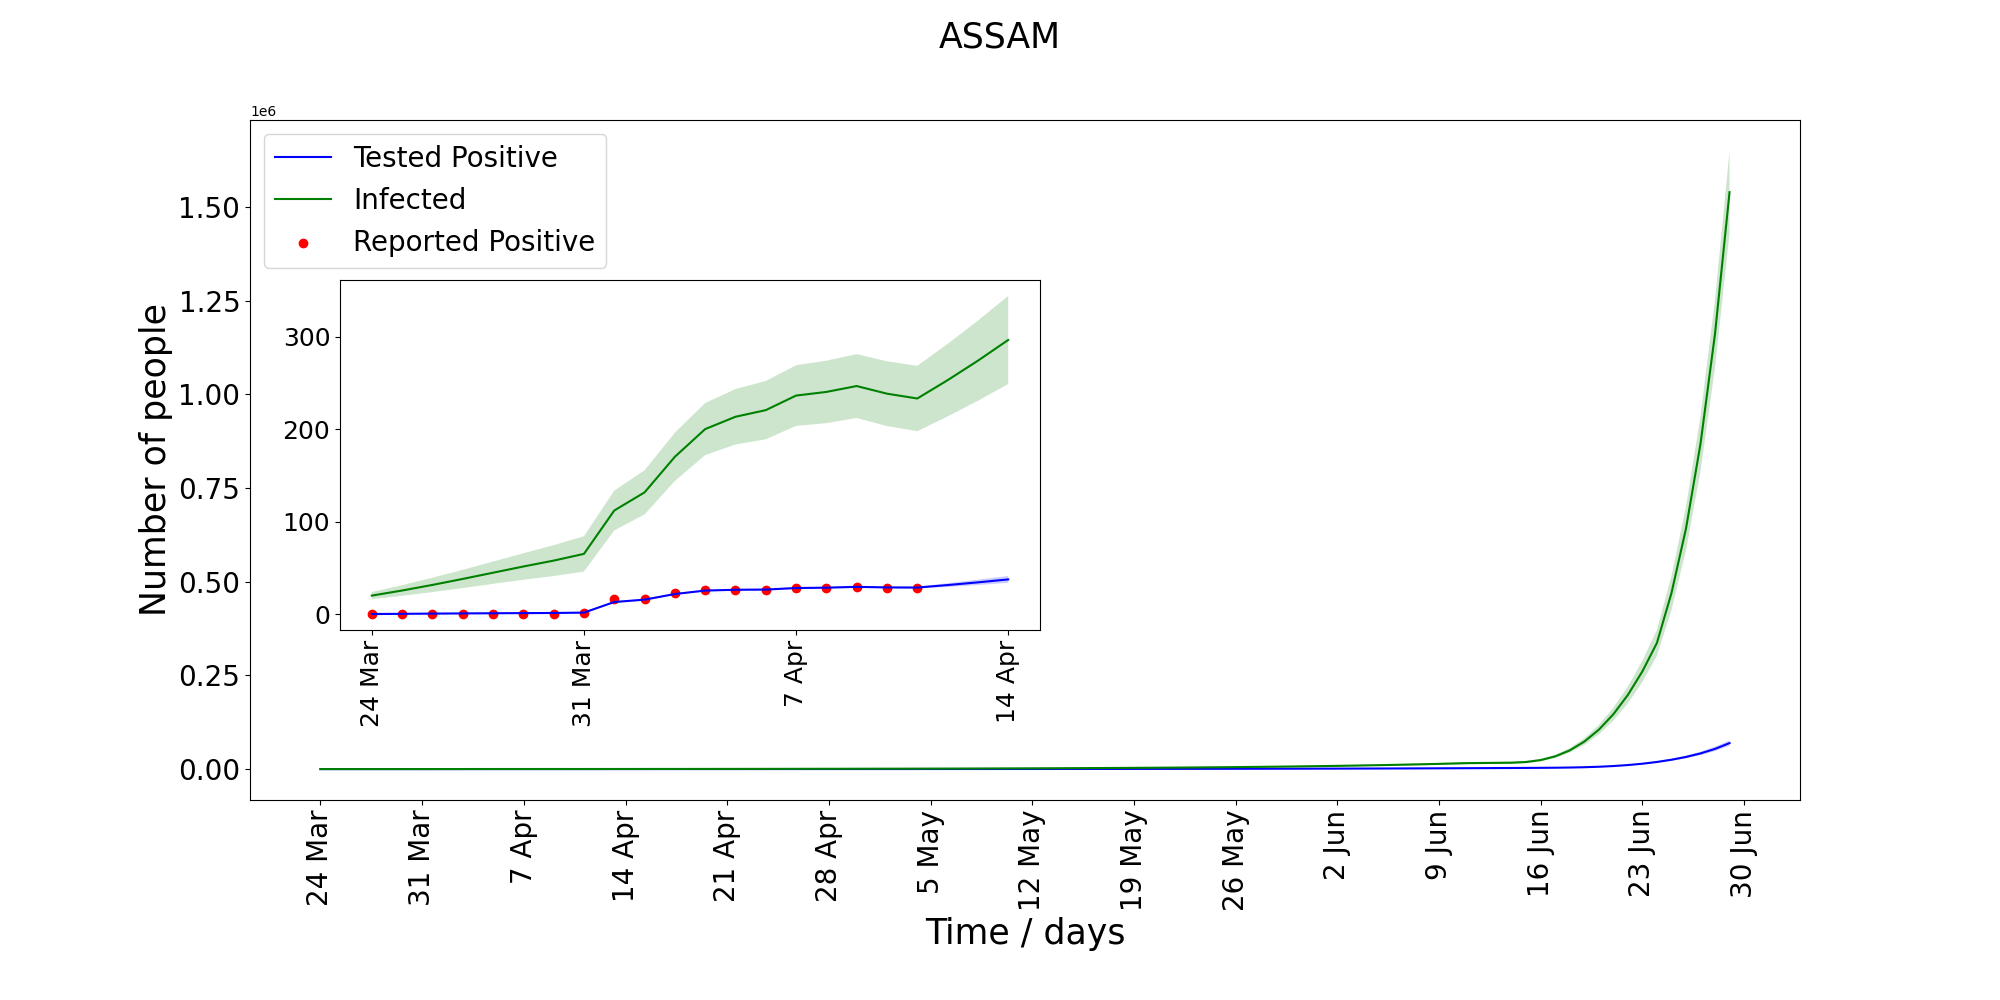 ASSAM
1e6
Tested Positive
Infected
Reported Positive
Number of people
1.50
1.25
1.00
0.75
0.50
0.25
0.00
300
200
100
0
24 Mar
31 Mar
7 Apr
14 Apr
24 Mar
31 Mar
7 Apr
14 Apr
21 Apr
28 Apr
5 May
12 May
19 May
26 May
2 Jun
9 Jun
16 Jun
23 Jun
30 Jun
Time / days